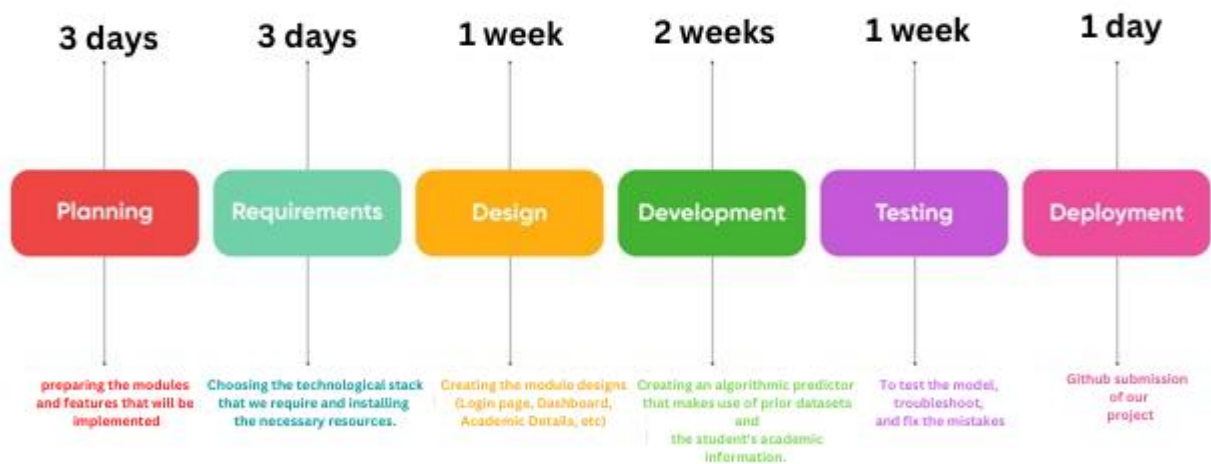 3 days
3 days
1 week
2 weeks
1 week
1 day
Planning
Requirements
Design
Development
Testing
Deployment
preparing the modules
and features that will be
implemented
Choosing the technological stack
that we require and installing
the necessary resources.
Creating the module designs
(Login page, Dashboard,
Academic Details, etc)
Creating an algorithmic predictor
that makes use of prior datasets
and
the student's academic
information.
To test the model,
troubleshoot,
and fix the mistakes
Github submission
of our
project